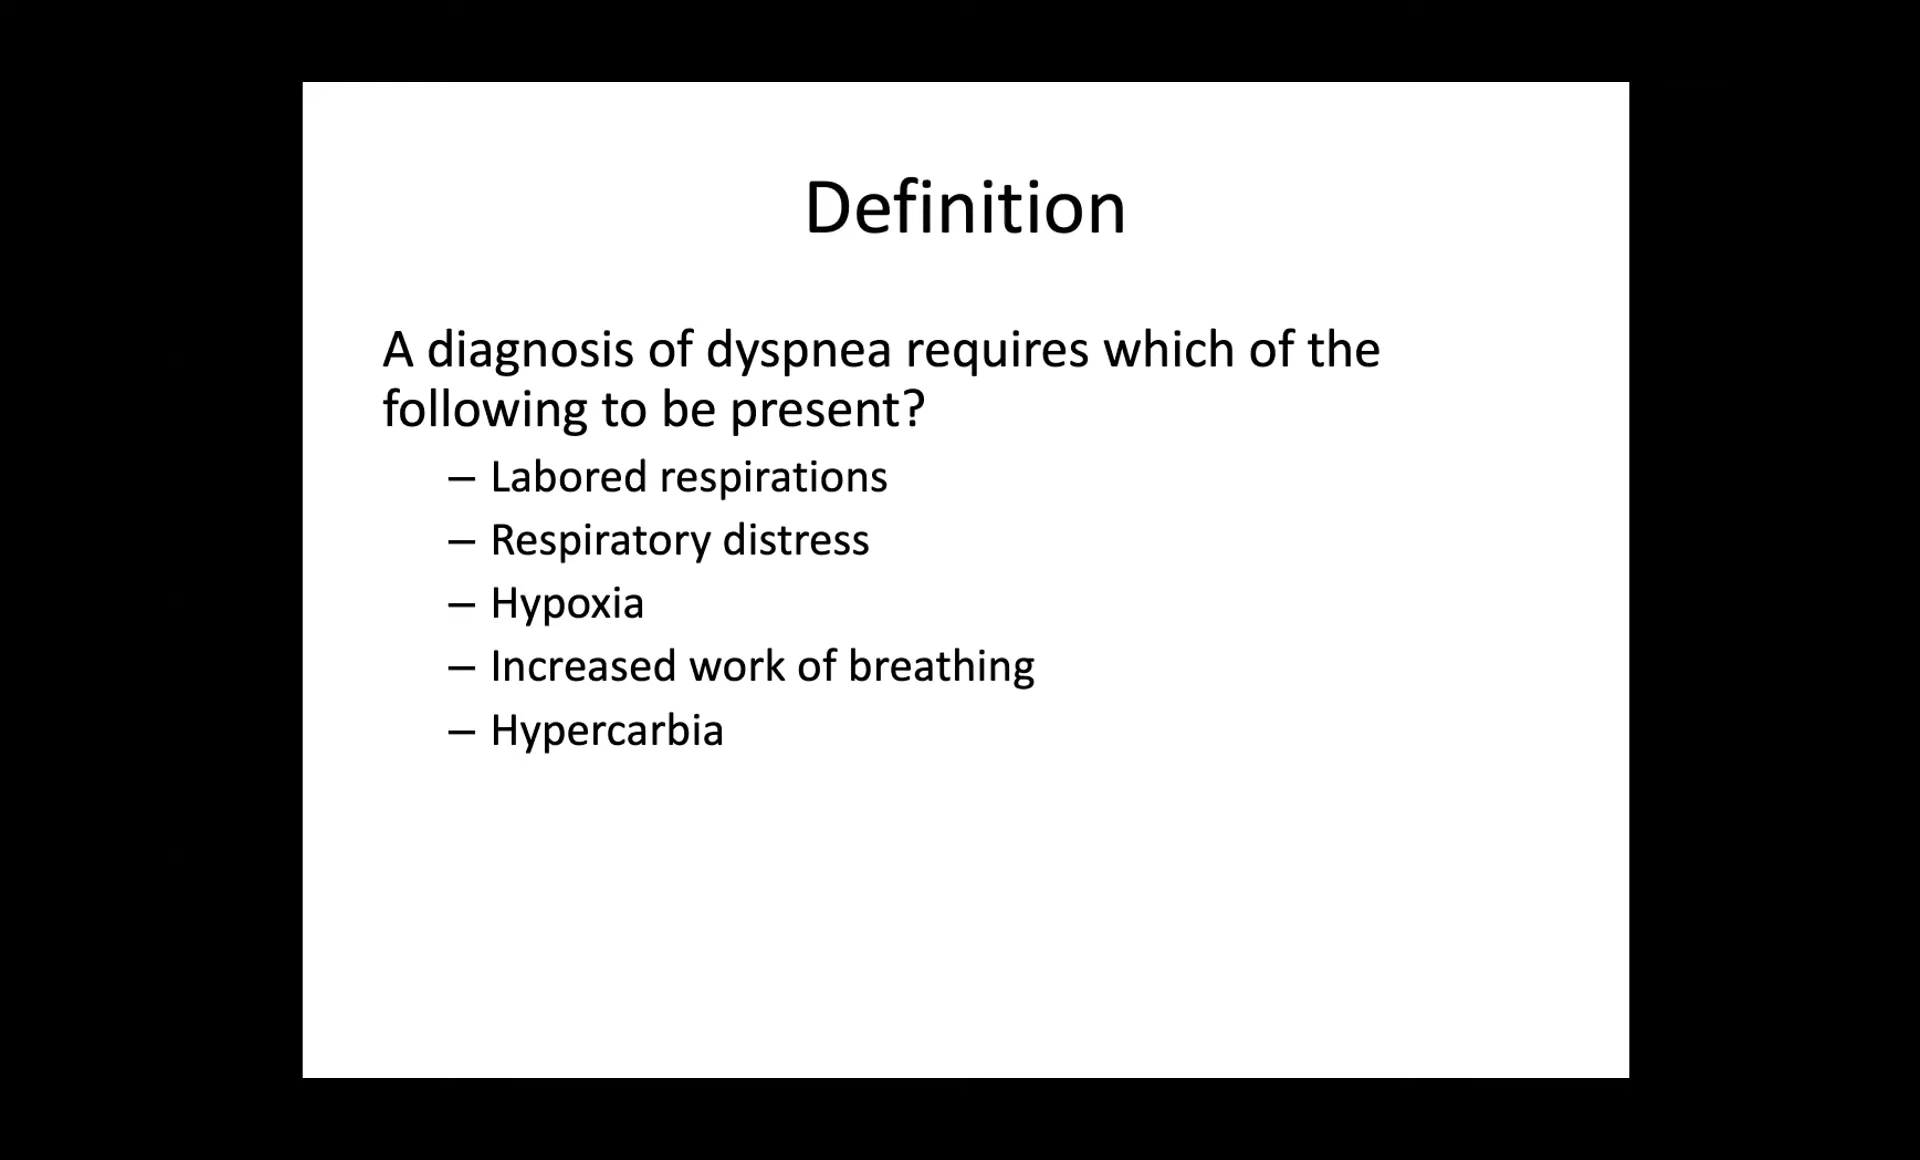 Definition
A diagnosis of dyspnea requires which of the
following to be present?
– Labored respirations
– Respiratory distress
– Hypoxia
– Increased work of breathing
– Hypercarbia